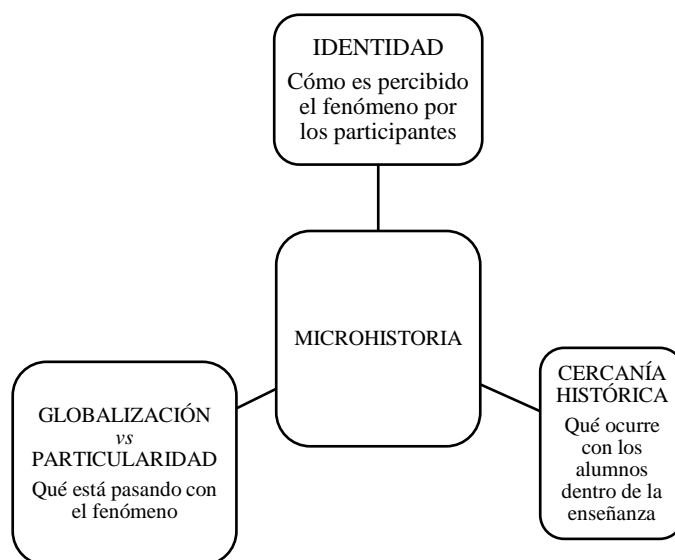 IDENTIDAD
Cómo es percibido
el fenómeno por
los participantes
MICROHISTORIA
GLOBALIZACIÓN
vs
PARTICULARIDAD
Qué está pasando con
el fenómeno
CERCANÍA
HISTÓRICA
Qué ocurre
con los
alumnos
dentro de la
enseñanza